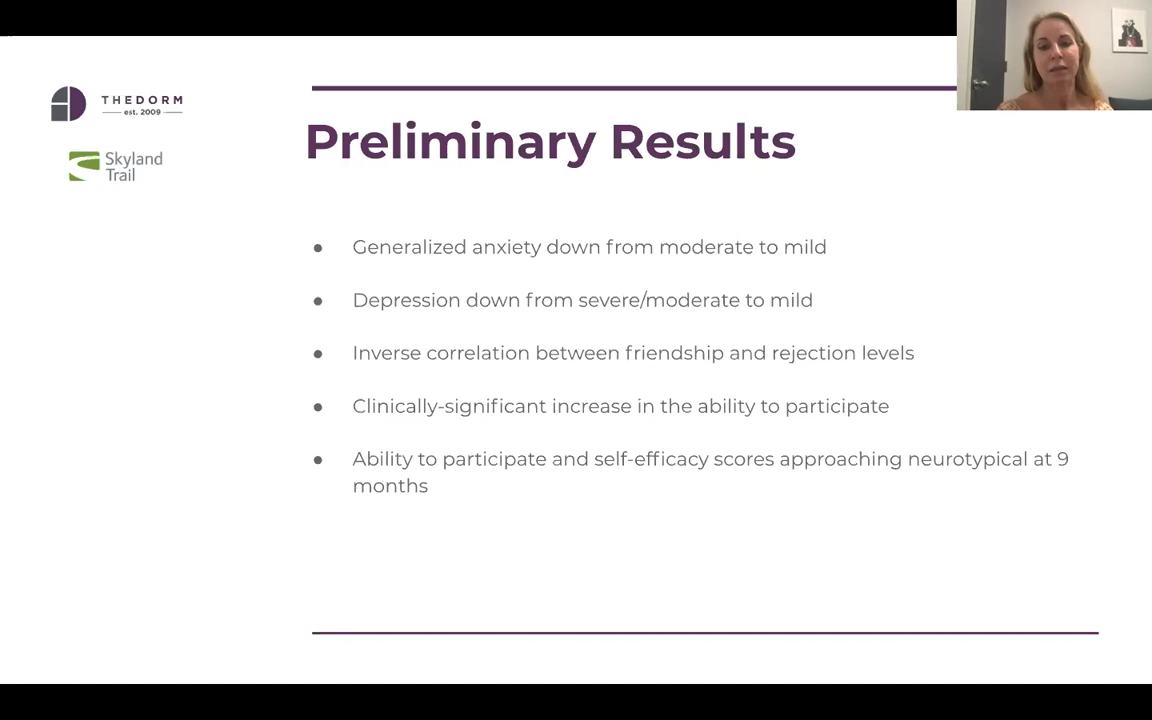 THEDORM
est. 2009
Skyland
Trail
Preliminary Results
● Generalized anxiety down from moderate to mild
● Depression down from severe/moderate to mild
● Inverse correlation between friendship and rejection levels
● Clinically-significant increase in the ability to participate
● Ability to participate and self-efficacy scores approaching neurotypical at 9
months